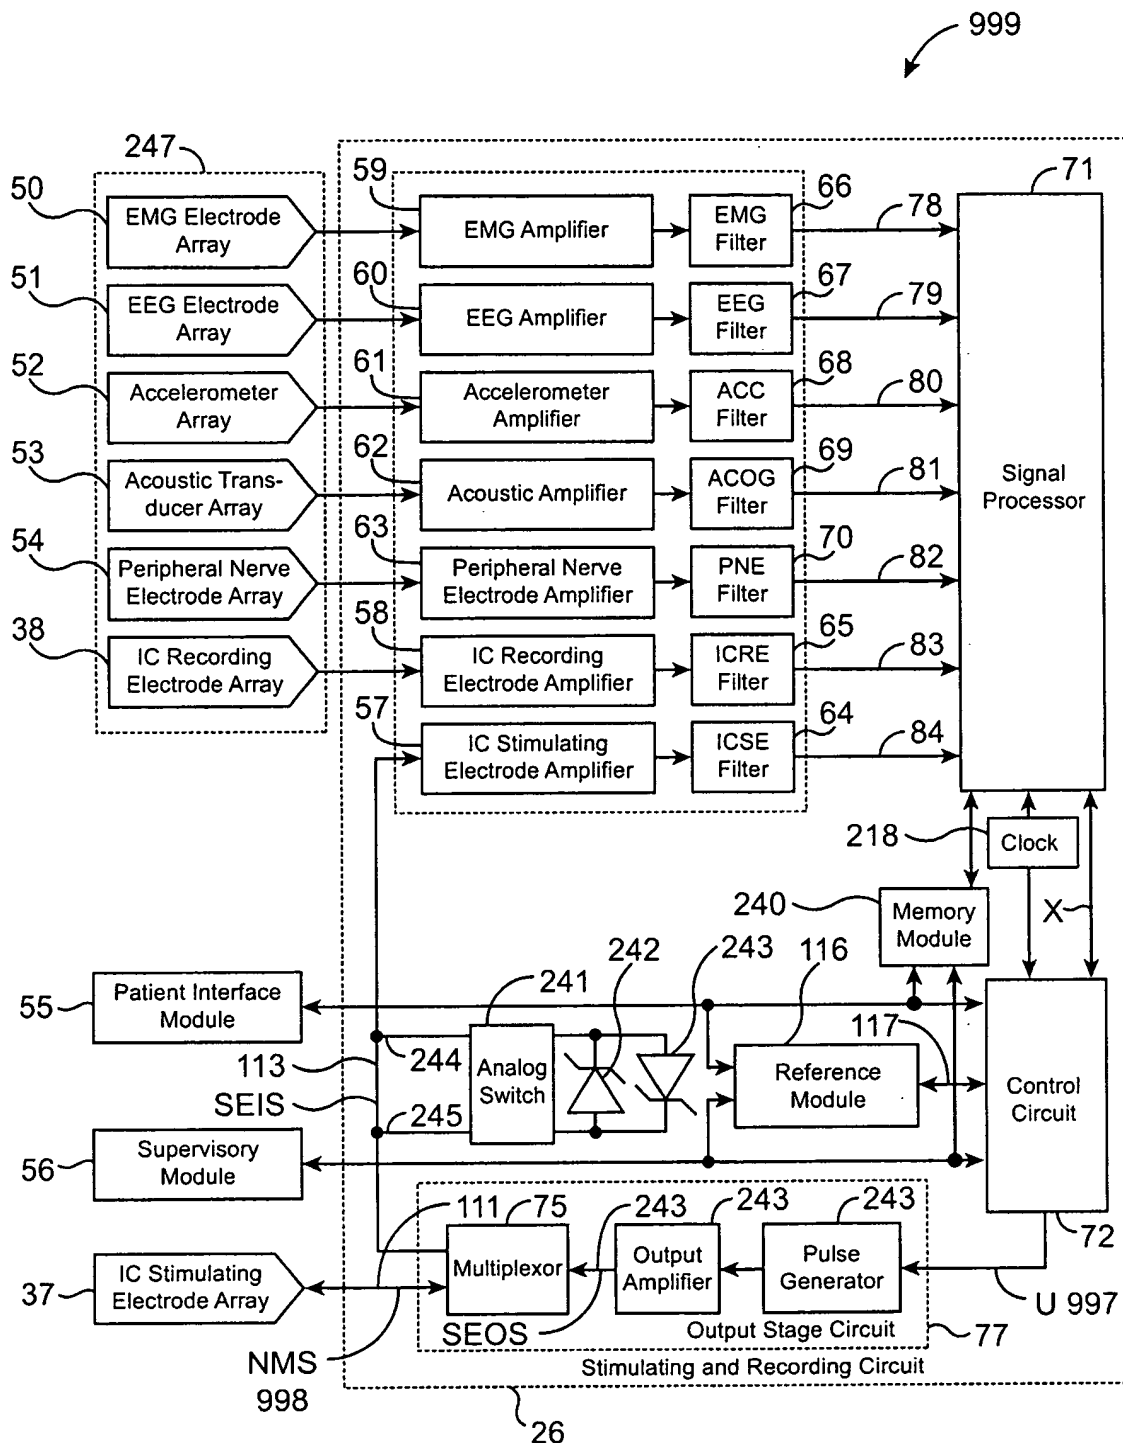 999
247
50
EMG Electrode
Array
59
EMG Amplifier
EMG
Filter
66
78
71
51
EEG Electrode
Array
60
EEG Amplifier
EEG
Filter
67
79
52
Accelerometer
Array
61
Accelerometer
Amplifier
ACC
Filter
68
80
53
Acoustic Trans-
ducer Array
62
Acoustic Amplifier
ACOG
Filter
69
81
Signal
Processor
54
Peripheral Nerve
Electrode Array
63
Peripheral Nerve
Electrode Amplifier
PNE
Filter
70
82
38
IC Recording
Electrode Array
58
IC Recording
Electrode Amplifier
ICRE
Filter
65
83
57
IC Stimulating
Electrode Amplifier
ICSE
Filter
64
84
218
Clock
240
Memory
Module
X
55
Patient Interface
Module
241
242
243
116
117
113
244
Analog
Switch
Reference
Module
Control
Circuit
SEIS
245
56
Supervisory
Module
111
75
243
243
243
72
37
IC Stimulating
Electrode Array
Multiplexor
Output
Amplifier
Pulse
Generator
U 997
SEOS
Output Stage Circuit
77
NMS
998
Stimulating and Recording Circuit
26